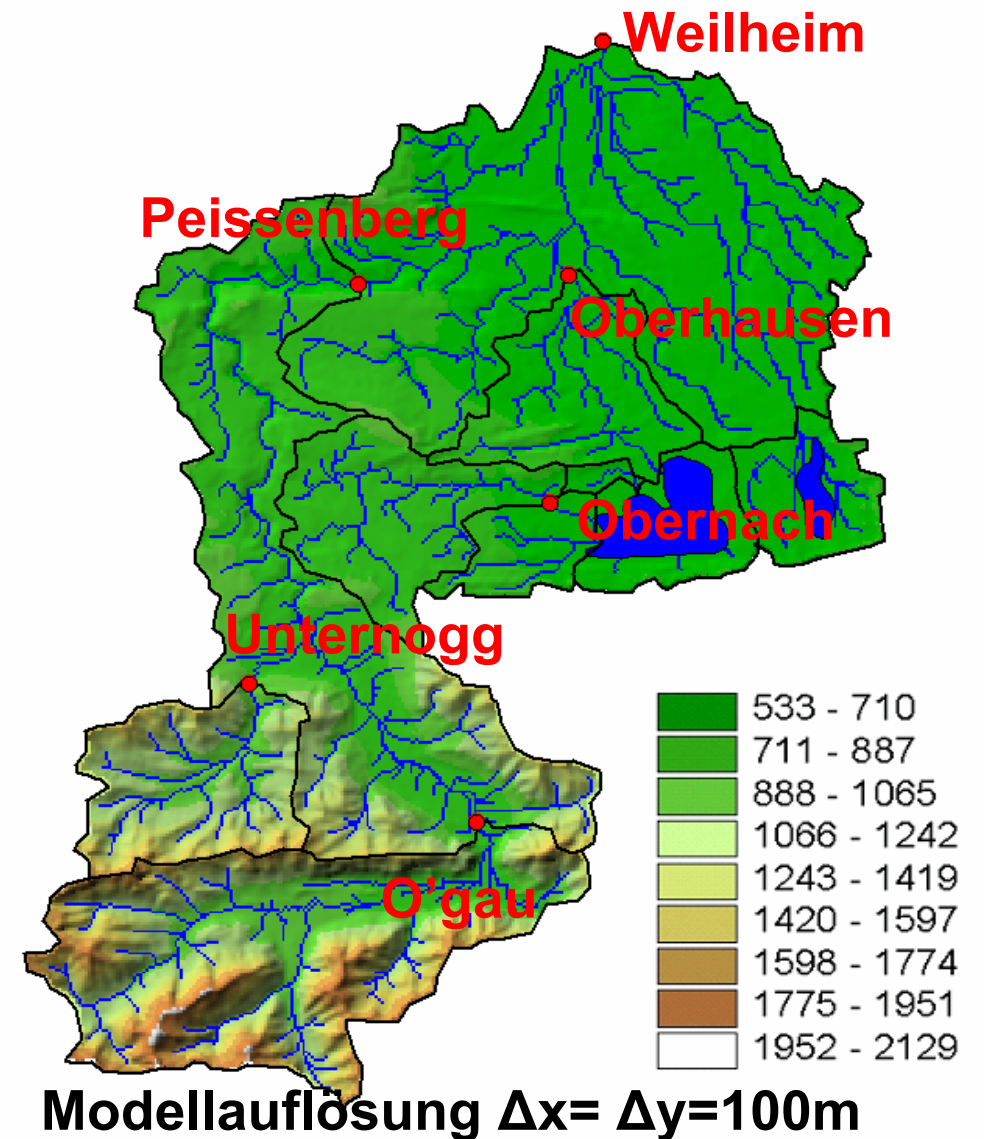 Weilheim
Peissenberg
Oberhausen
Obernach
Unternogg
O'gau
533 - 710
711 - 887
888 - 1065
1066 - 1242
1243 - 1419
1420 - 1597
1598 - 1774
1775 - 1951
1952 - 2129
Modellauflösung Δx= Δy=100m